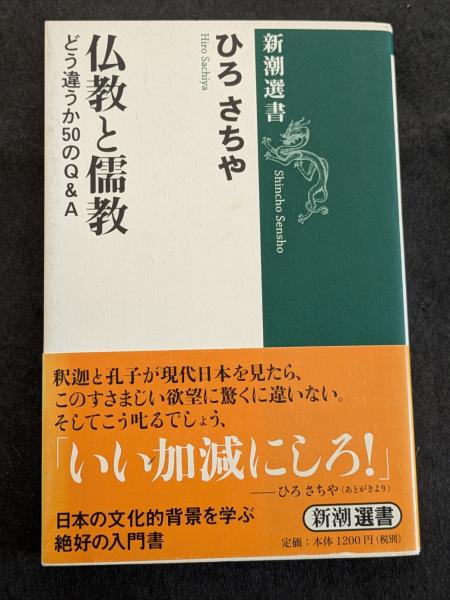 仏教と儒教
どう違うか50のQ&A
ひろ さちや
Hiro Sachiya
新潮選書
Shincho Sensho
釈迦と孔子が現代日本を見たら、
このすさまじい欲望に驚くに違いない。
そしてこう叱るでしょう、
「いい加減にしろ!」
──ひろ さちや(あとがきより)
日本の文化的背景を学ぶ
絶好の入門書
新潮選書
定価:本体1200円(税別)